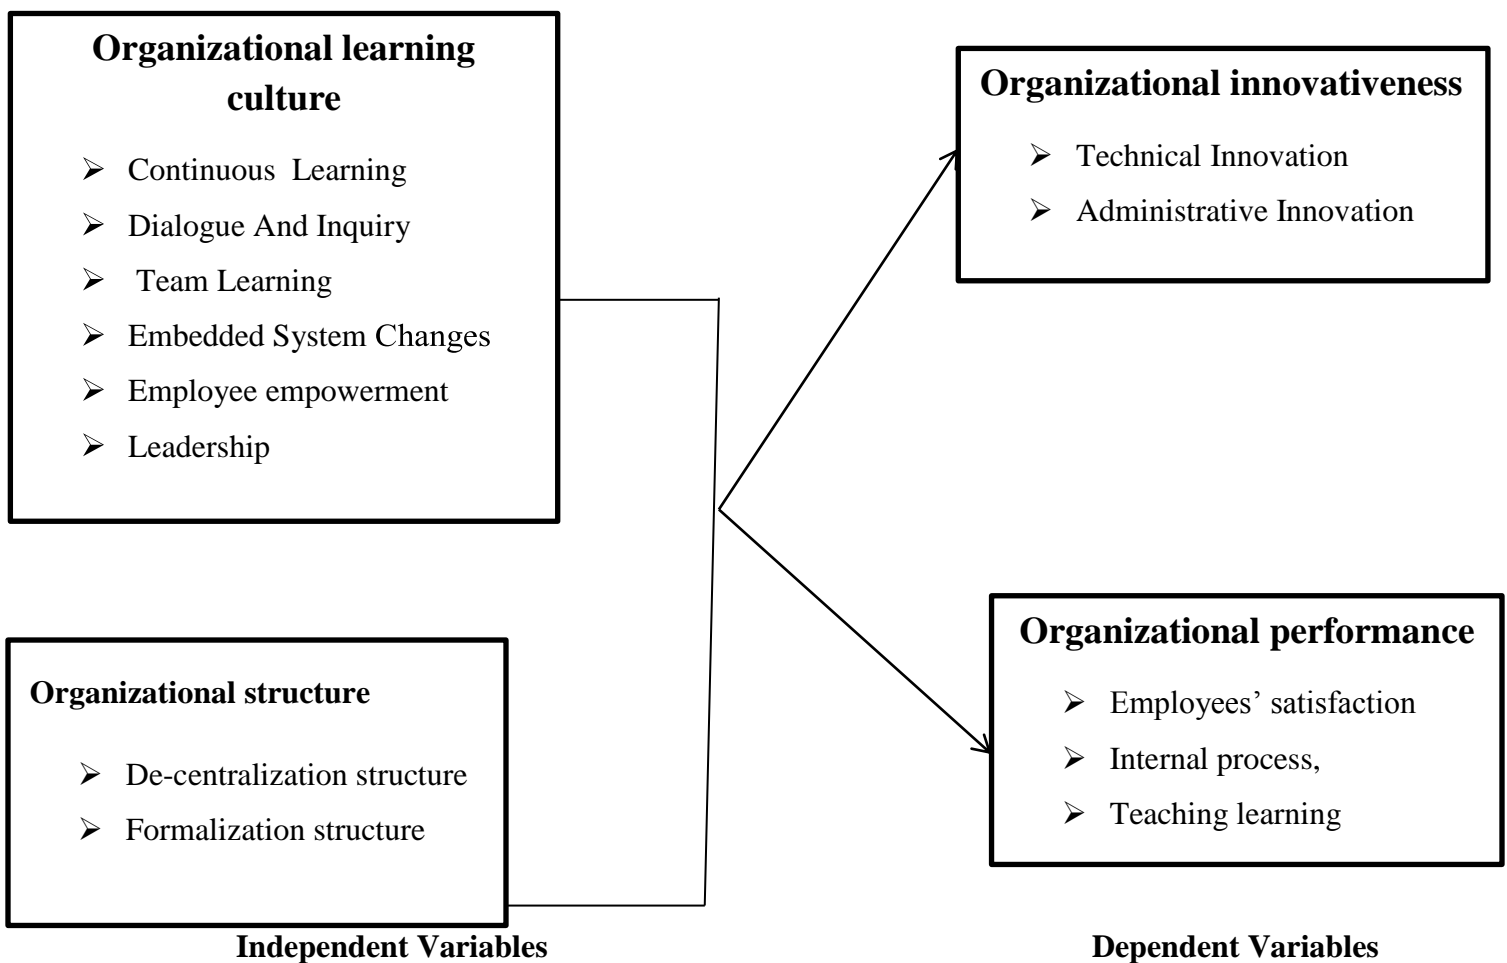 Organizational learning
culture
Continuous Learning
Dialogue And Inquiry
Team Learning
Embedded System Changes
Employee empowerment
Leadership
Organizational structure
De-centralization structure
Formalization structure
Independent Variables
Organizational innovativeness
Technical Innovation
Administrative Innovation
Organizational performance
Employees’ satisfaction
Internal process,
Teaching learning
Dependent Variables